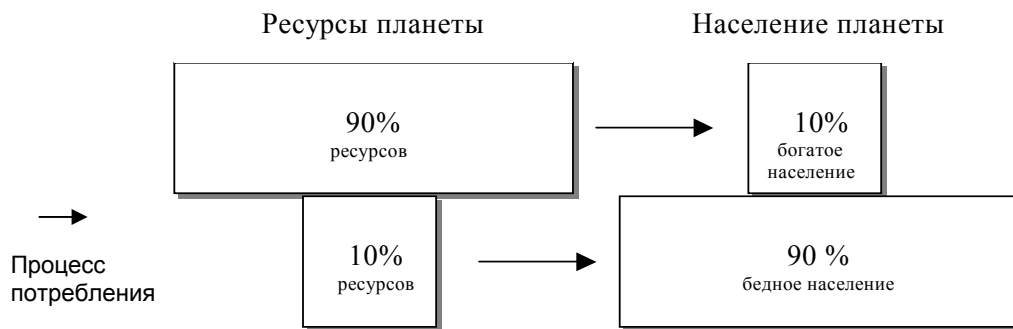 Ресурсы планеты
Население планеты
90%
ресурсов
10%
богатое
население
10%
ресурсов
90 %
бедное население
Процесс
потребления